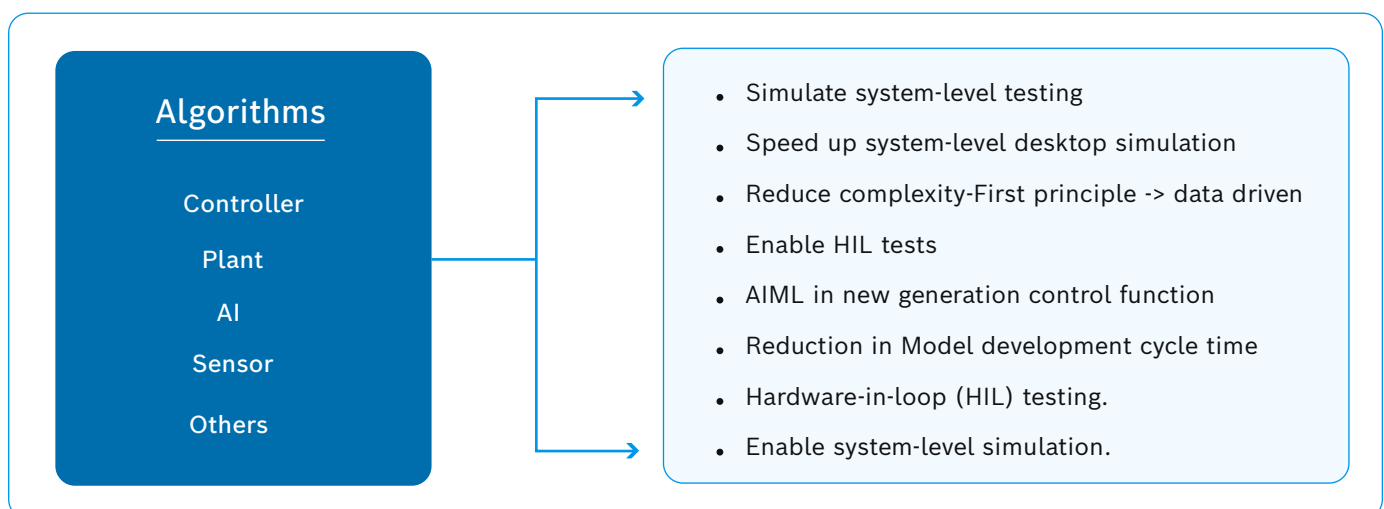 Algorithms
Controller
Plant
AI
Sensor
Others
• Simulate system-level testing
• Speed up system-level desktop simulation
• Reduce complexity-First principle -> data driven
• Enable HIL tests
• AIML in new generation control function
• Reduction in Model development cycle time
• Hardware-in-loop (HIL) testing.
• Enable system-level simulation.